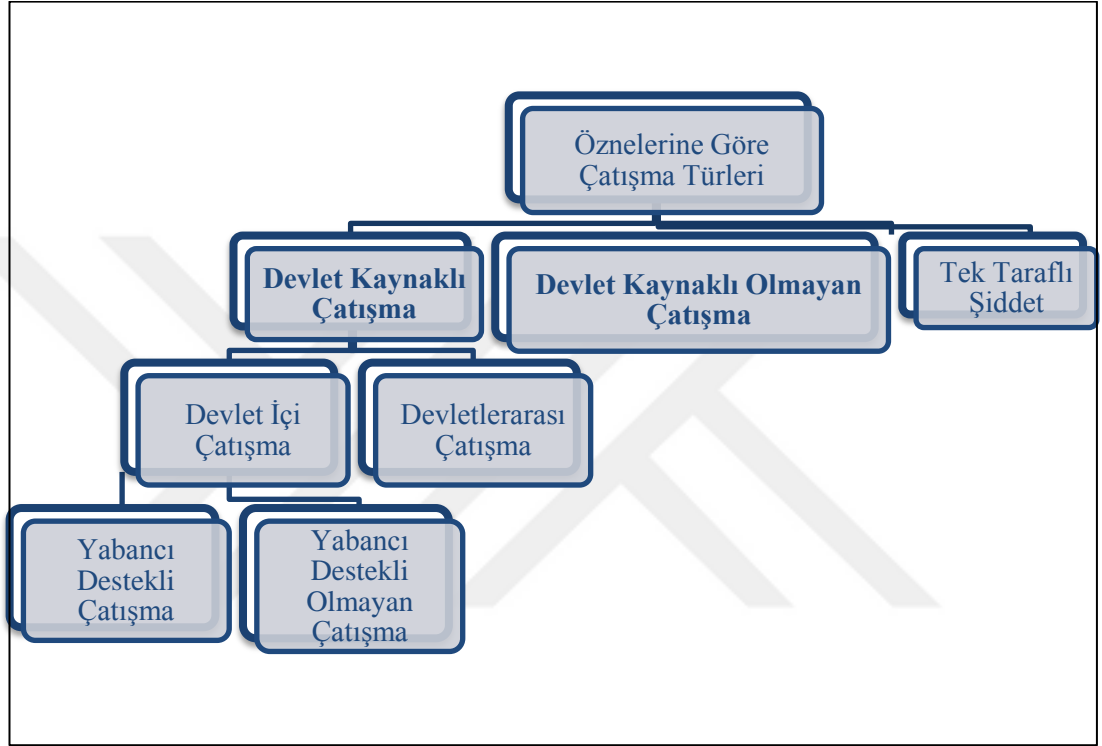 Öznelerine Göre
Çatışma Türleri
Devlet Kaynaklı
Çatışma
Devlet Kaynaklı Olmayan
Çatışma
Tek Taraflı
Şiddet
Devlet İçi
Çatışma
Devletlerarası
Çatışma
Yabancı
Destekli
Çatışma
Yabancı
Destekli
Olmayan
Çatışma